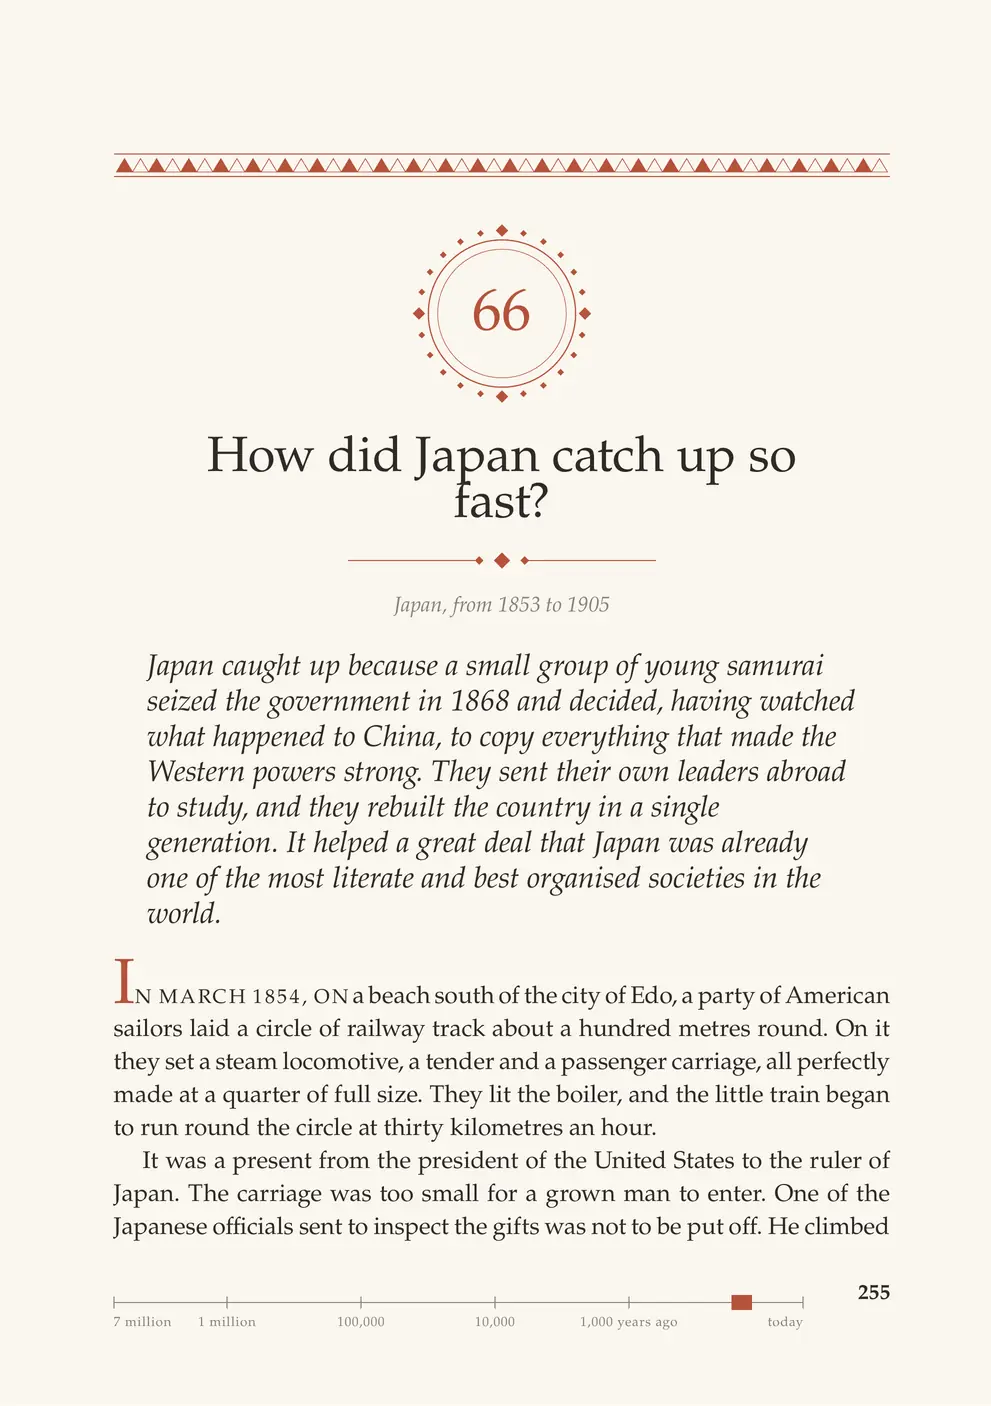 66
How did Japan catch up so
fast?
Japan, from 1853 to 1905
Japan caught up because a small group of young samurai
seized the government in 1868 and decided, having watched
what happened to China, to copy everything that made the
Western powers strong. They sent their own leaders abroad
to study, and they rebuilt the country in a single
generation. It helped a great deal that Japan was already
one of the most literate and best organised societies in the
world.
IN MARCH 1854, ON a beach south of the city of Edo, a party of American
sailors laid a circle of railway track about a hundred metres round. On it
they set a steam locomotive, a tender and a passenger carriage, all perfectly
made at a quarter of full size. They lit the boiler, and the little train began
to run round the circle at thirty kilometres an hour.
It was a present from the president of the United States to the ruler of
Japan. The carriage was too small for a grown man to enter. One of the
Japanese officials sent to inspect the gifts was not to be put off. He climbed
255
7 million 1 million 100,000 10,000 1,000 years ago today